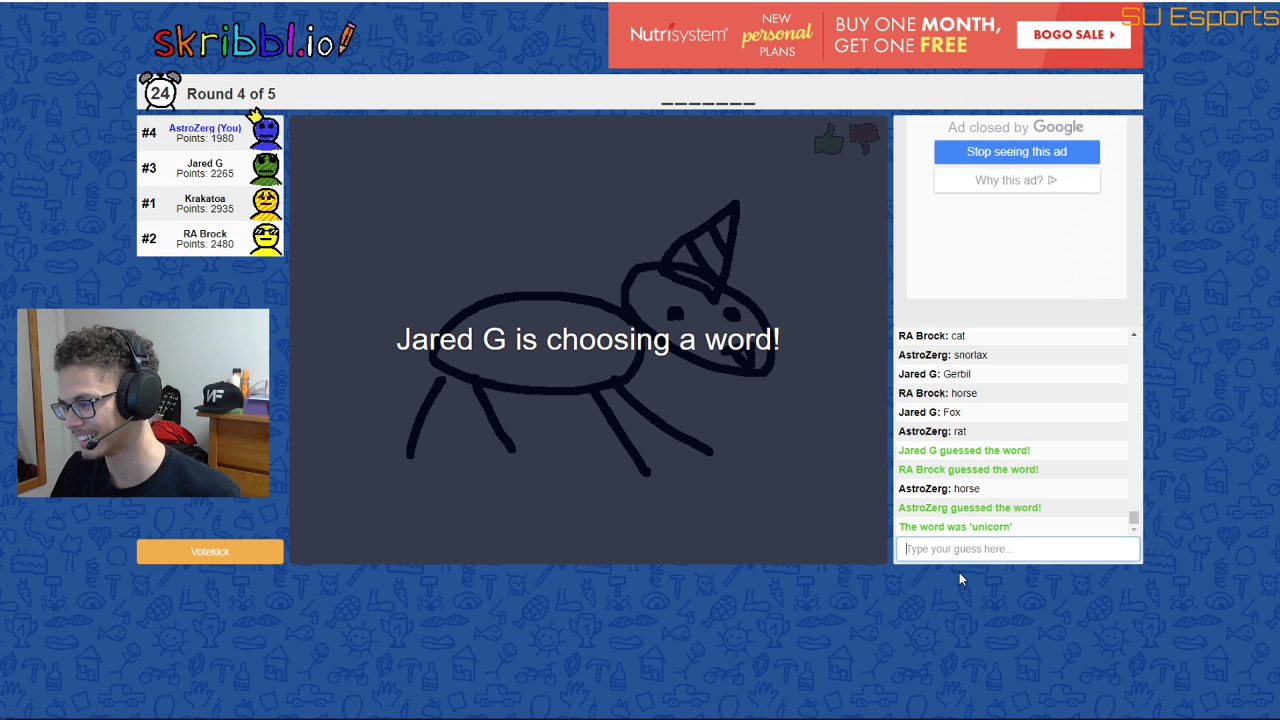 SU Esports
skribbl.io
Nutrisystem®
NEW
personal
PLANS
BUY ONE MONTH,
GET ONE FREE
BOGO SALE
24
Round 4 of 5
_______
#4
AstroZerg (You)
Points: 1980
#3
Jared G
Points: 2265
#1
Krakatoa
Points: 2935
#2
RA Brock
Points: 2480
NF
Votekick
Jared G is choosing a word!
Ad closed by Google
Stop seeing this ad
Why this ad?
RA Brock: cat
AstroZerg: snorlax
Jared G: Gerbil
RA Brock: horse
Jared G: Fox
AstroZerg: rat
Jared G guessed the word!
RA Brock guessed the word!
AstroZerg: horse
AstroZerg guessed the word!
The word was 'unicorn'
Type your guess here...